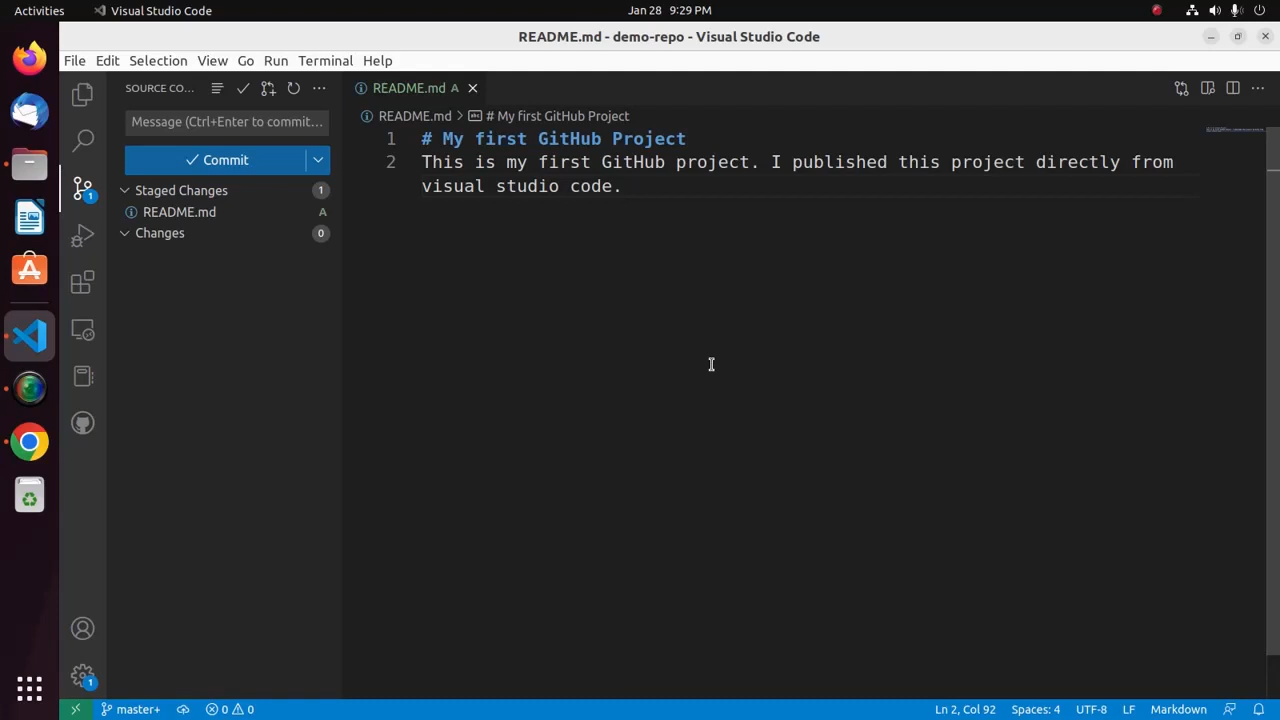 Activities
Visual Studio Code
Jan 28 9:29 PM
README.md - demo-repo - Visual Studio Code
File Edit Selection View Go Run Terminal Help
SOURCE CO...
README.md A
Message (Ctrl+Enter to commit...
README.md > # My first GitHub Project
1 # My first GitHub Project
Commit
2 This is my first GitHub project. I published this project directly from
visual studio code.
Staged Changes 1
README.md A
Changes 0
1
1
master+ 0 0
Ln 2, Col 92 Spaces: 4 UTF-8 LF Markdown